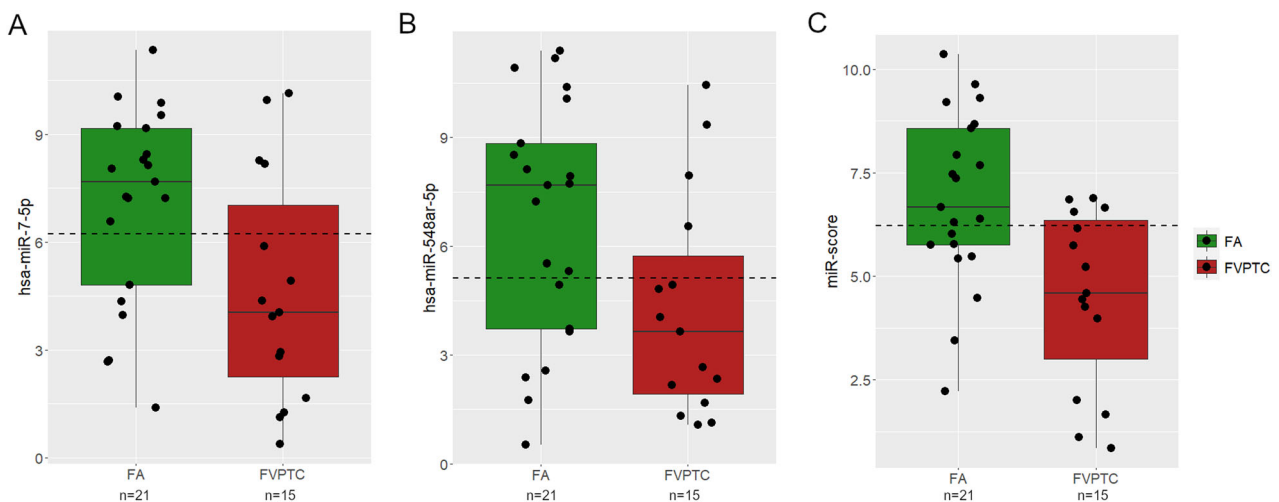 A
hsa-miR-7-5p
9
6
3
0
FA
FVPTC
n=21
n=15
B
hsa-miR-548ar-5p
9
6
3
0
FA
FVPTC
n=21
n=15
C
miR-score
10.0
7.5
5.0
2.5
FA
FVPTC
n=21
n=15
FA
FVPTC